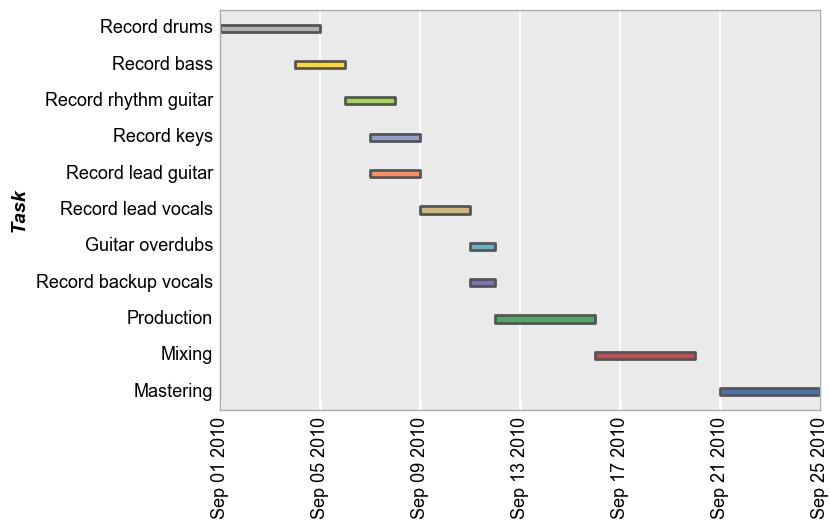 Record drums
Record bass
Record rhythm guitar
Record keys
Record lead guitar
Record lead vocals
Guitar overdubs
Record backup vocals
Production
Mixing
Mastering
Task
Sep 01 2010
Sep 05 2010
Sep 09 2010
Sep 13 2010
Sep 17 2010
Sep 21 2010
Sep 25 2010